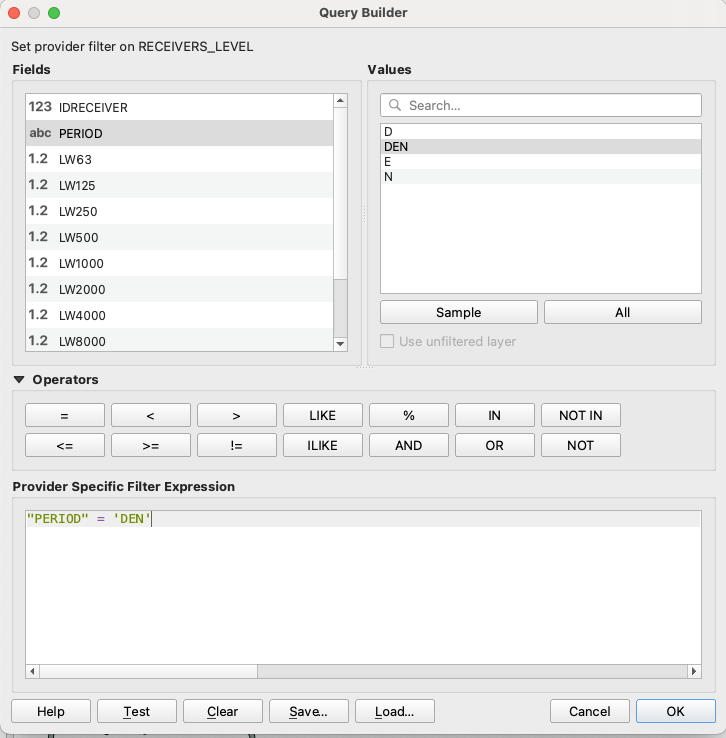 Query Builder
Set provider filter on RECEIVERS_LEVEL
Fields
123 IDRECEIVER
abc PERIOD
1.2 LW63
1.2 LW125
1.2 LW250
1.2 LW500
1.2 LW1000
1.2 LW2000
1.2 LW4000
1.2 LW8000
Values
Search...
D
DEN
E
N
Sample All
Use unfiltered layer
Operators
= < > LIKE % IN NOT IN
<= >= != ILIKE AND OR NOT
Provider Specific Filter Expression
"PERIOD" = 'DEN'
Help Test Clear Save... Load... Cancel OK